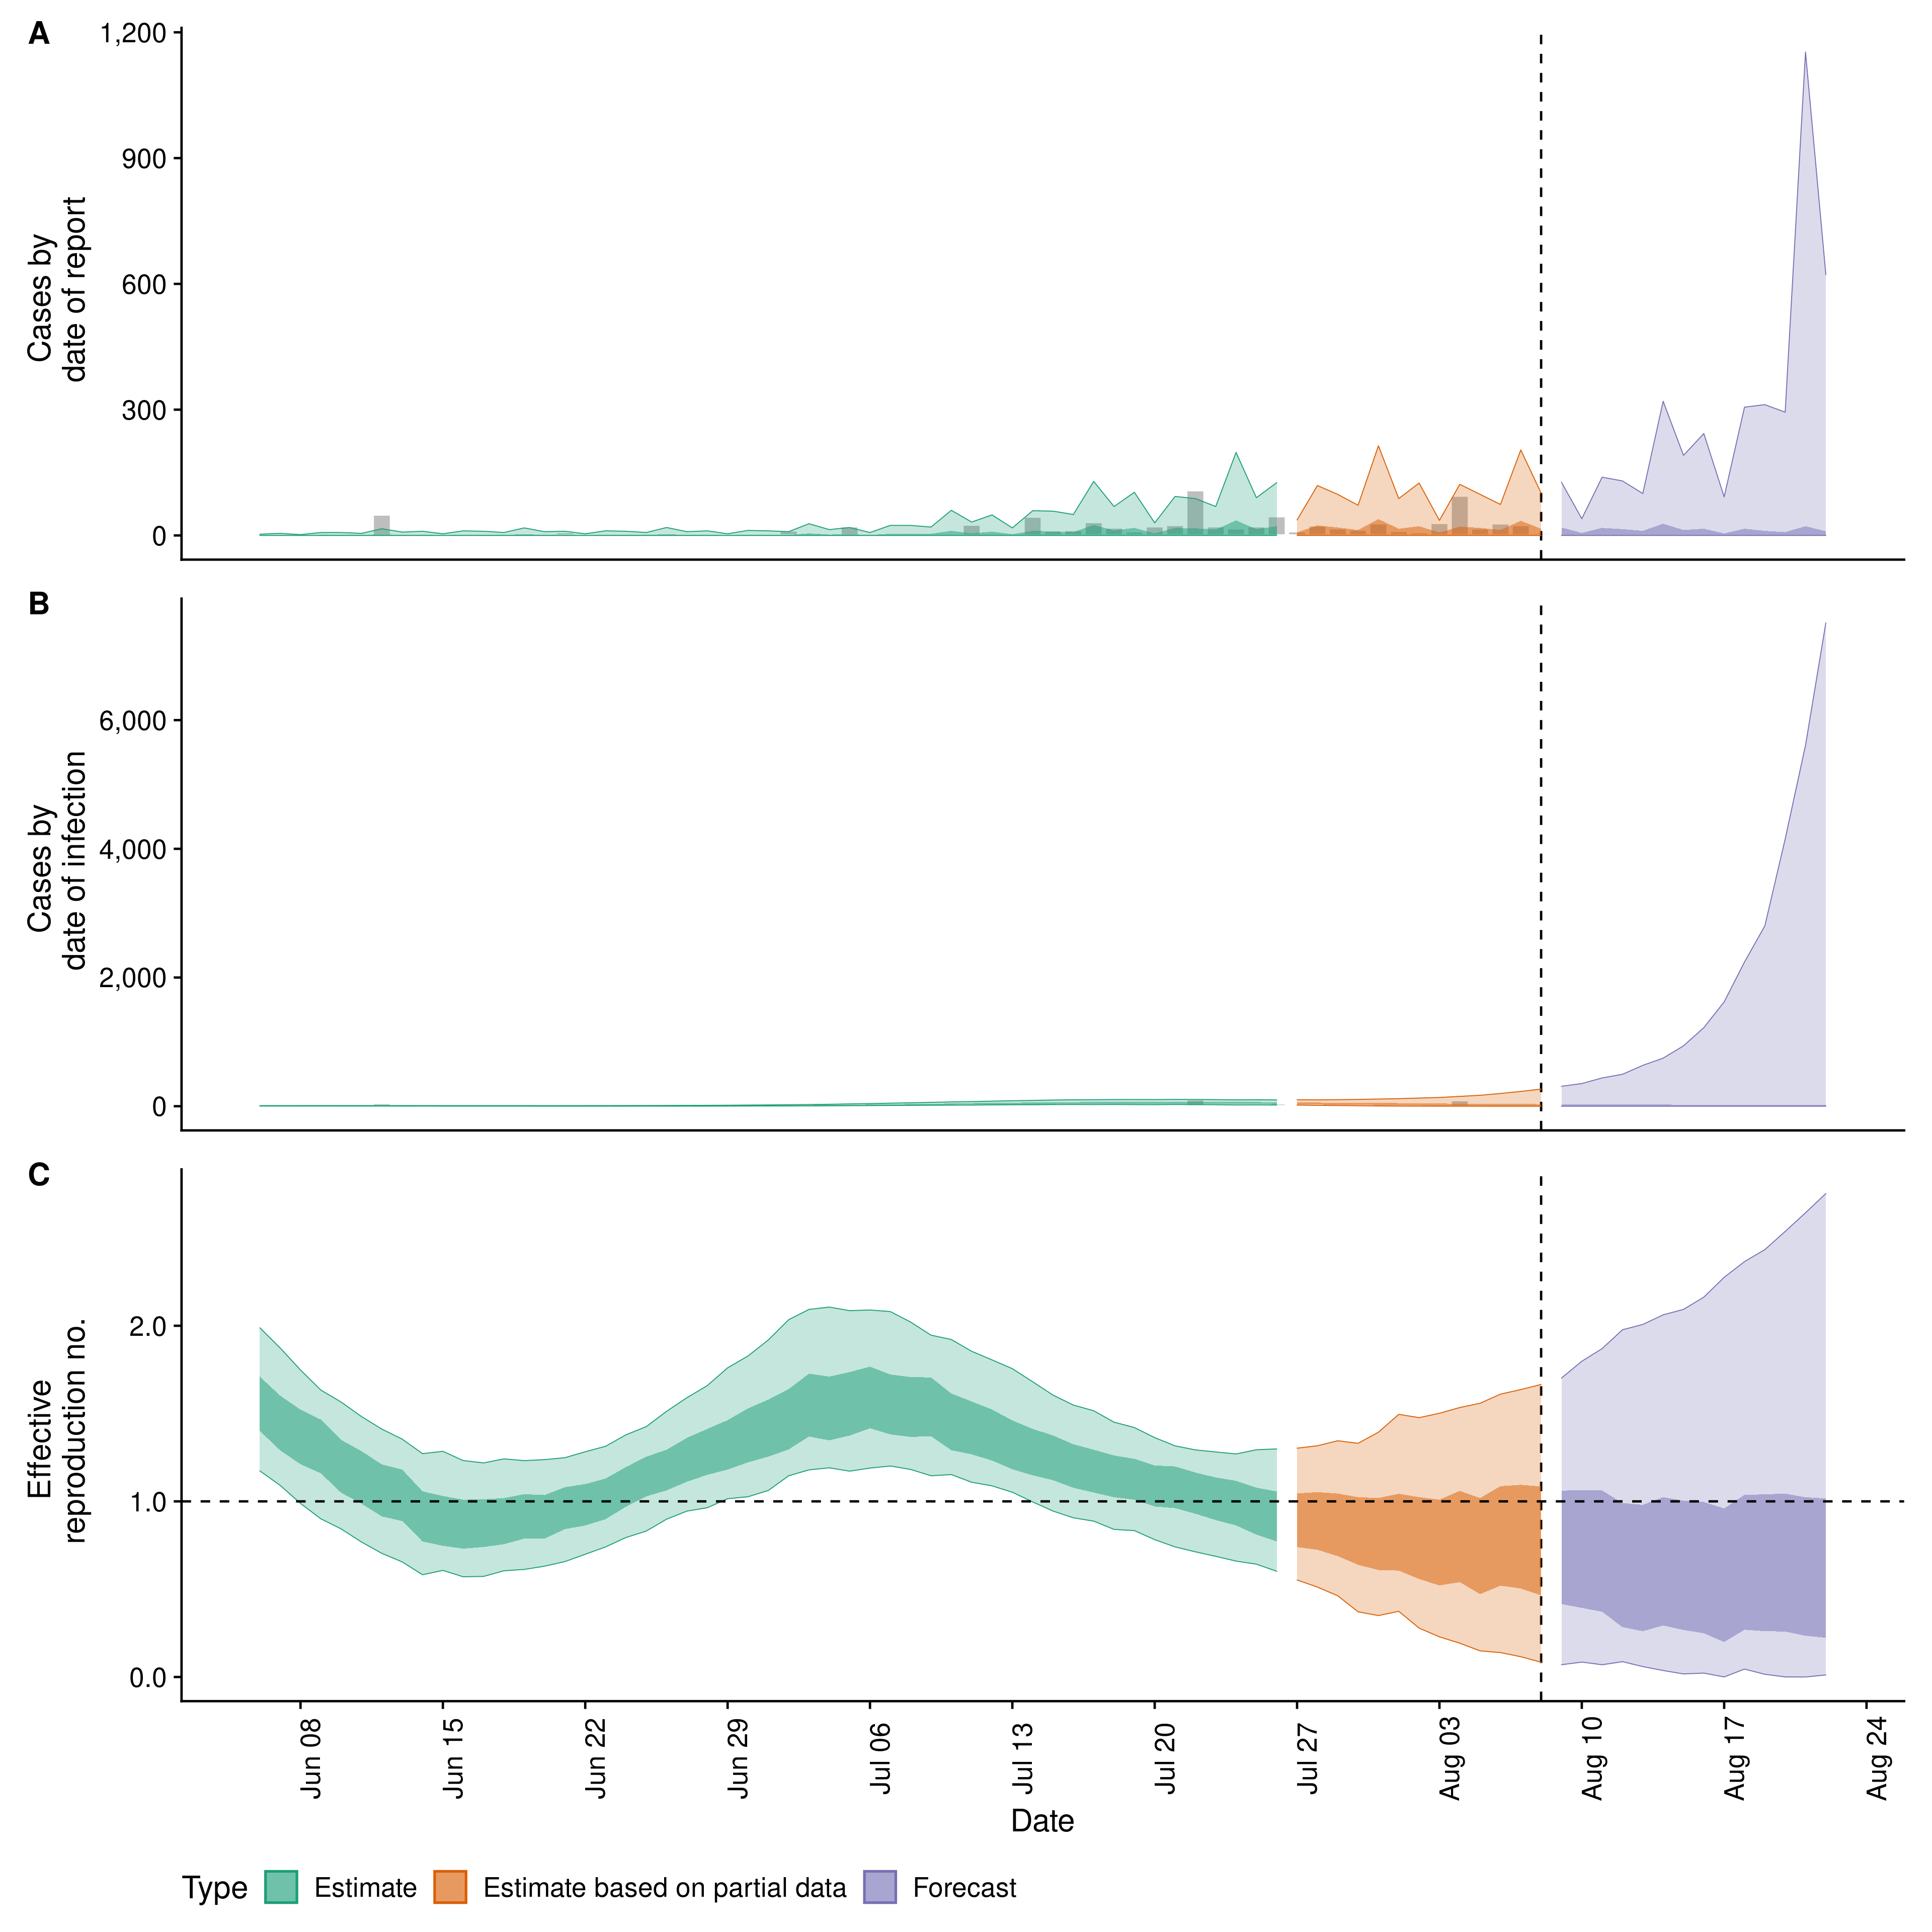 A
1,200
900
600
300
0
Cases by
date of report
B
6,000
4,000
2,000
0
Cases by
date of infection
C
2.0
1.0
0.0
Effective
reproduction no.
Jun 08
Jun 15
Jun 22
Jun 29
Jul 06
Jul 13
Jul 20
Jul 27
Aug 03
Aug 10
Aug 17
Aug 24
Date
Type Estimate Estimate based on partial data Forecast